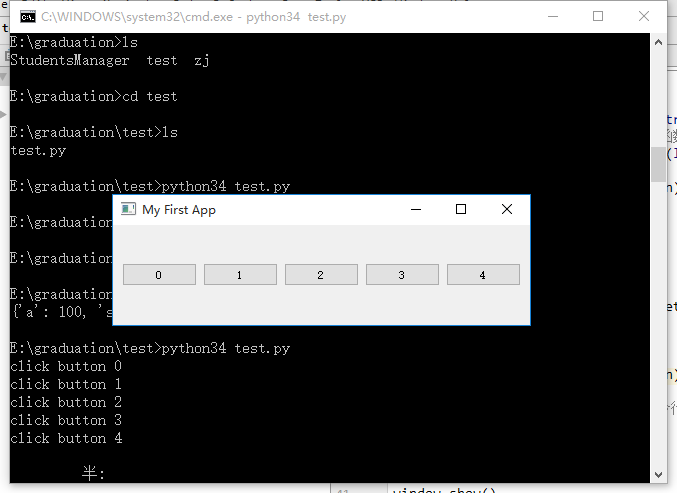 C:\WINDOWS\system32\cmd.exe - python34 test.py
E:\graduation>ls
StudentsManager test zj
E:\graduation>cd test
E:\graduation\test>ls
test.py
E:\graduation\test>python34 test.py
My First App
E:\graduation
E:\graduation
0 1 2 3 4
E:\graduation
{'a': 100, 's
E:\graduation\test>python34 test.py
click button 0
click button 1
click button 2
click button 3
click button 4
半:
window.show()